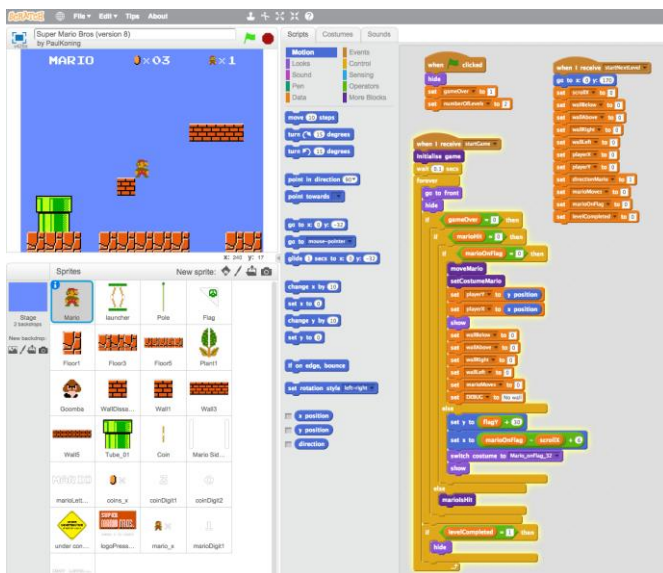 SCRATCH File Edit Tips About
Super Mario Bros (version 8)
by PaulKoning
MARIO
×03
×1
X: 240 y: 17
Sprites New sprite:
Stage
2 backdrops
New backdrop:
Mario launcher Pole Flag
Floor1 Floor3 Floor5 Plant1
Goomba WallDissa... Wall1 Wall3
Wall5 Tube_01 Coin Mario Sid...
marioLett... coins_x coinDigit1 coinDigit2
under con... logoPress... mario_x marioDigit1
Scripts Costumes Sounds
Motion Events
Looks Control
Sound Sensing
Pen Operators
Data More Blocks
move 10 steps
turn 15 degrees
turn 15 degrees
point in direction 90
point towards
go to x: 0 y: -32
go to mouse-pointer
glide secs to x: 0 y: -32
change x by 10
set x to 0
change y by 10
set y to 0
if on edge, bounce
set rotation style left-right
x position
y position
direction
when clicked
hide
set gameOver to 1
set numberOfLevels to 2
when I receive startGame
Initialise game
wait 0.1 secs
forever
go to front
hide
if gameOver = 0 then
if marioHit = 0 then
if marioOnFlag = 0 then
moveMario
setCostumeMario
set playerY to y position
set playerX to x position
show
set wallBelow to 0
set wallAbove to 0
set wallRight to 0
set wallLeft to 0
set marioMoves to 0
set DEBUG to No wall
else
set y to flagY + 10
set x to marioOnFlag - scrollX + 6
switch costume to Mario_onFlag_32
show
else
marioIsHit
if levelCompleted = 1 then
hide
when I receive startNextLevel
go to x: 0 y: 170
set scrollX to 0
set wallBelow to 0
set wallAbove to 0
set wallRight to 0
set wallLeft to 0
set playerX to 0
set playerY to 0
set directionMario to 1
set marioMoves to 0
set marioOnFlag to 0
set levelCompleted to 0